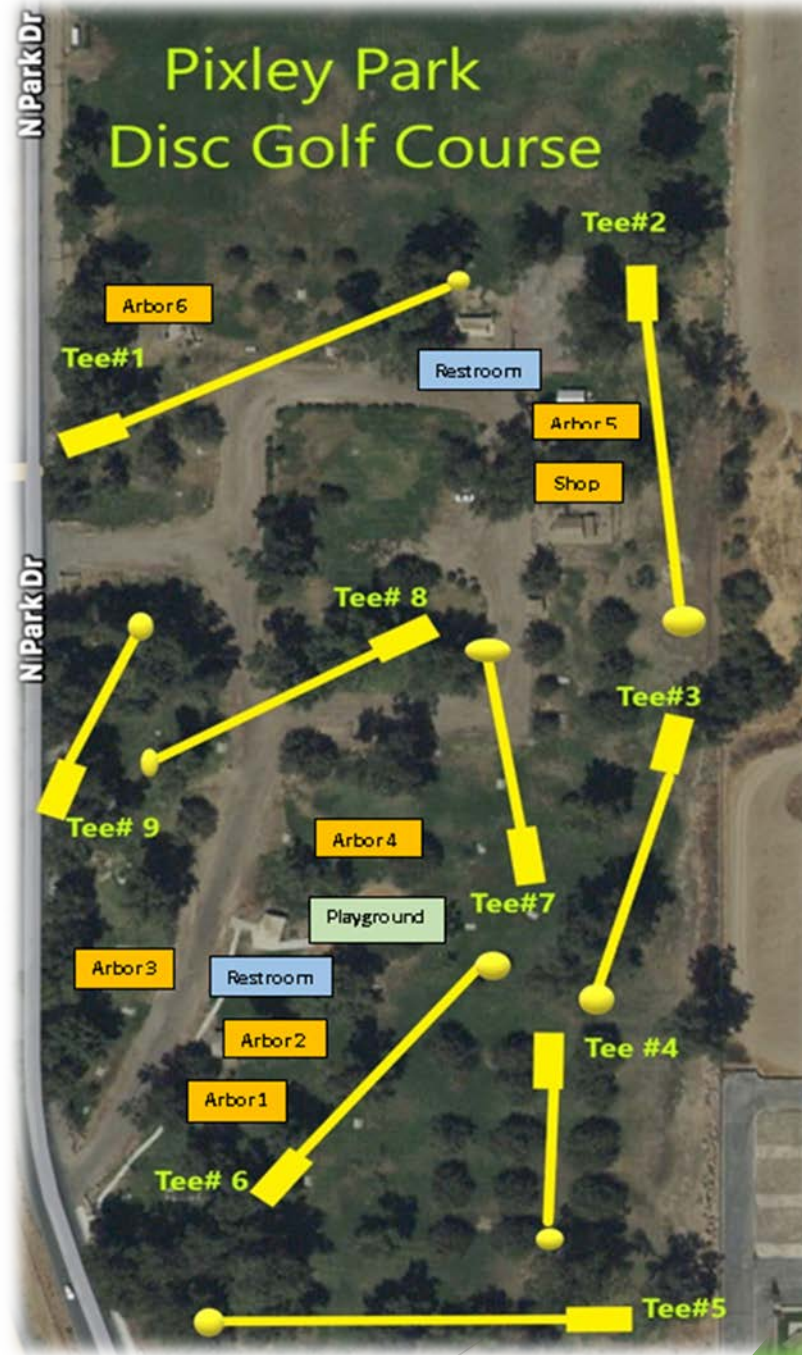 N Park Dr
Pixley Park
Disc Golf Course
Tee#2
Arbor 6
Tee#1
Restroom
Arbor 5
Shop
N Park Dr
Tee# 8
Tee#3
Tee# 9
Arbor 4
Tee#7
Playground
Arbor 3
Restroom
Arbor 2
Tee #4
Arbor 1
Tee# 6
Tee#5